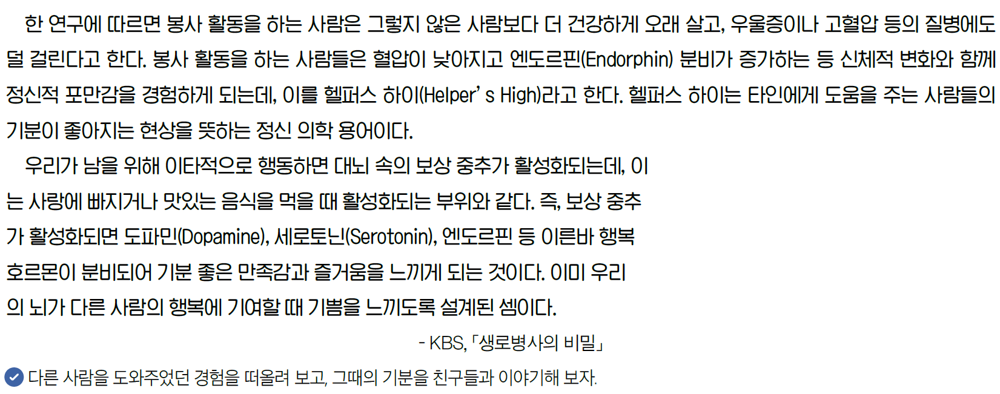 한 연구에 따르면 봉사 활동을 하는 사람은 그렇지 않은 사람보다 더 건강하게 오래 살고, 우울증이나 고혈압 등의 질병에도
덜 걸린다고 한다. 봉사 활동을 하는 사람들은 혈압이 낮아지고 엔도르핀(Endorphin) 분비가 증가하는 등 신체적 변화와 함께
정신적 포만감을 경험하게 되는데, 이를 헬퍼스 하이(Helper’s High)라고 한다. 헬퍼스 하이는 타인에게 도움을 주는 사람들의
기분이 좋아지는 현상을 뜻하는 정신 의학 용어이다.
우리가 남을 위해 이타적으로 행동하면 대뇌 속의 보상 중추가 활성화되는데, 이
는 사랑에 빠지거나 맛있는 음식을 먹을 때 활성화되는 부위와 같다. 즉, 보상 중추
가 활성화되면 도파민(Dopamine), 세로토닌(Serotonin), 엔도르핀 등 이른바 행복
호르몬이 분비되어 기분 좋은 만족감과 즐거움을 느끼게 되는 것이다. 이미 우리
의 뇌가 다른 사람의 행복에 기여할 때 기쁨을 느끼도록 설계된 셈이다.
- KBS, 「생로병사의 비밀」
다른 사람을 도와주었던 경험을 떠올려 보고, 그때의 기분을 친구들과 이야기해 보자.